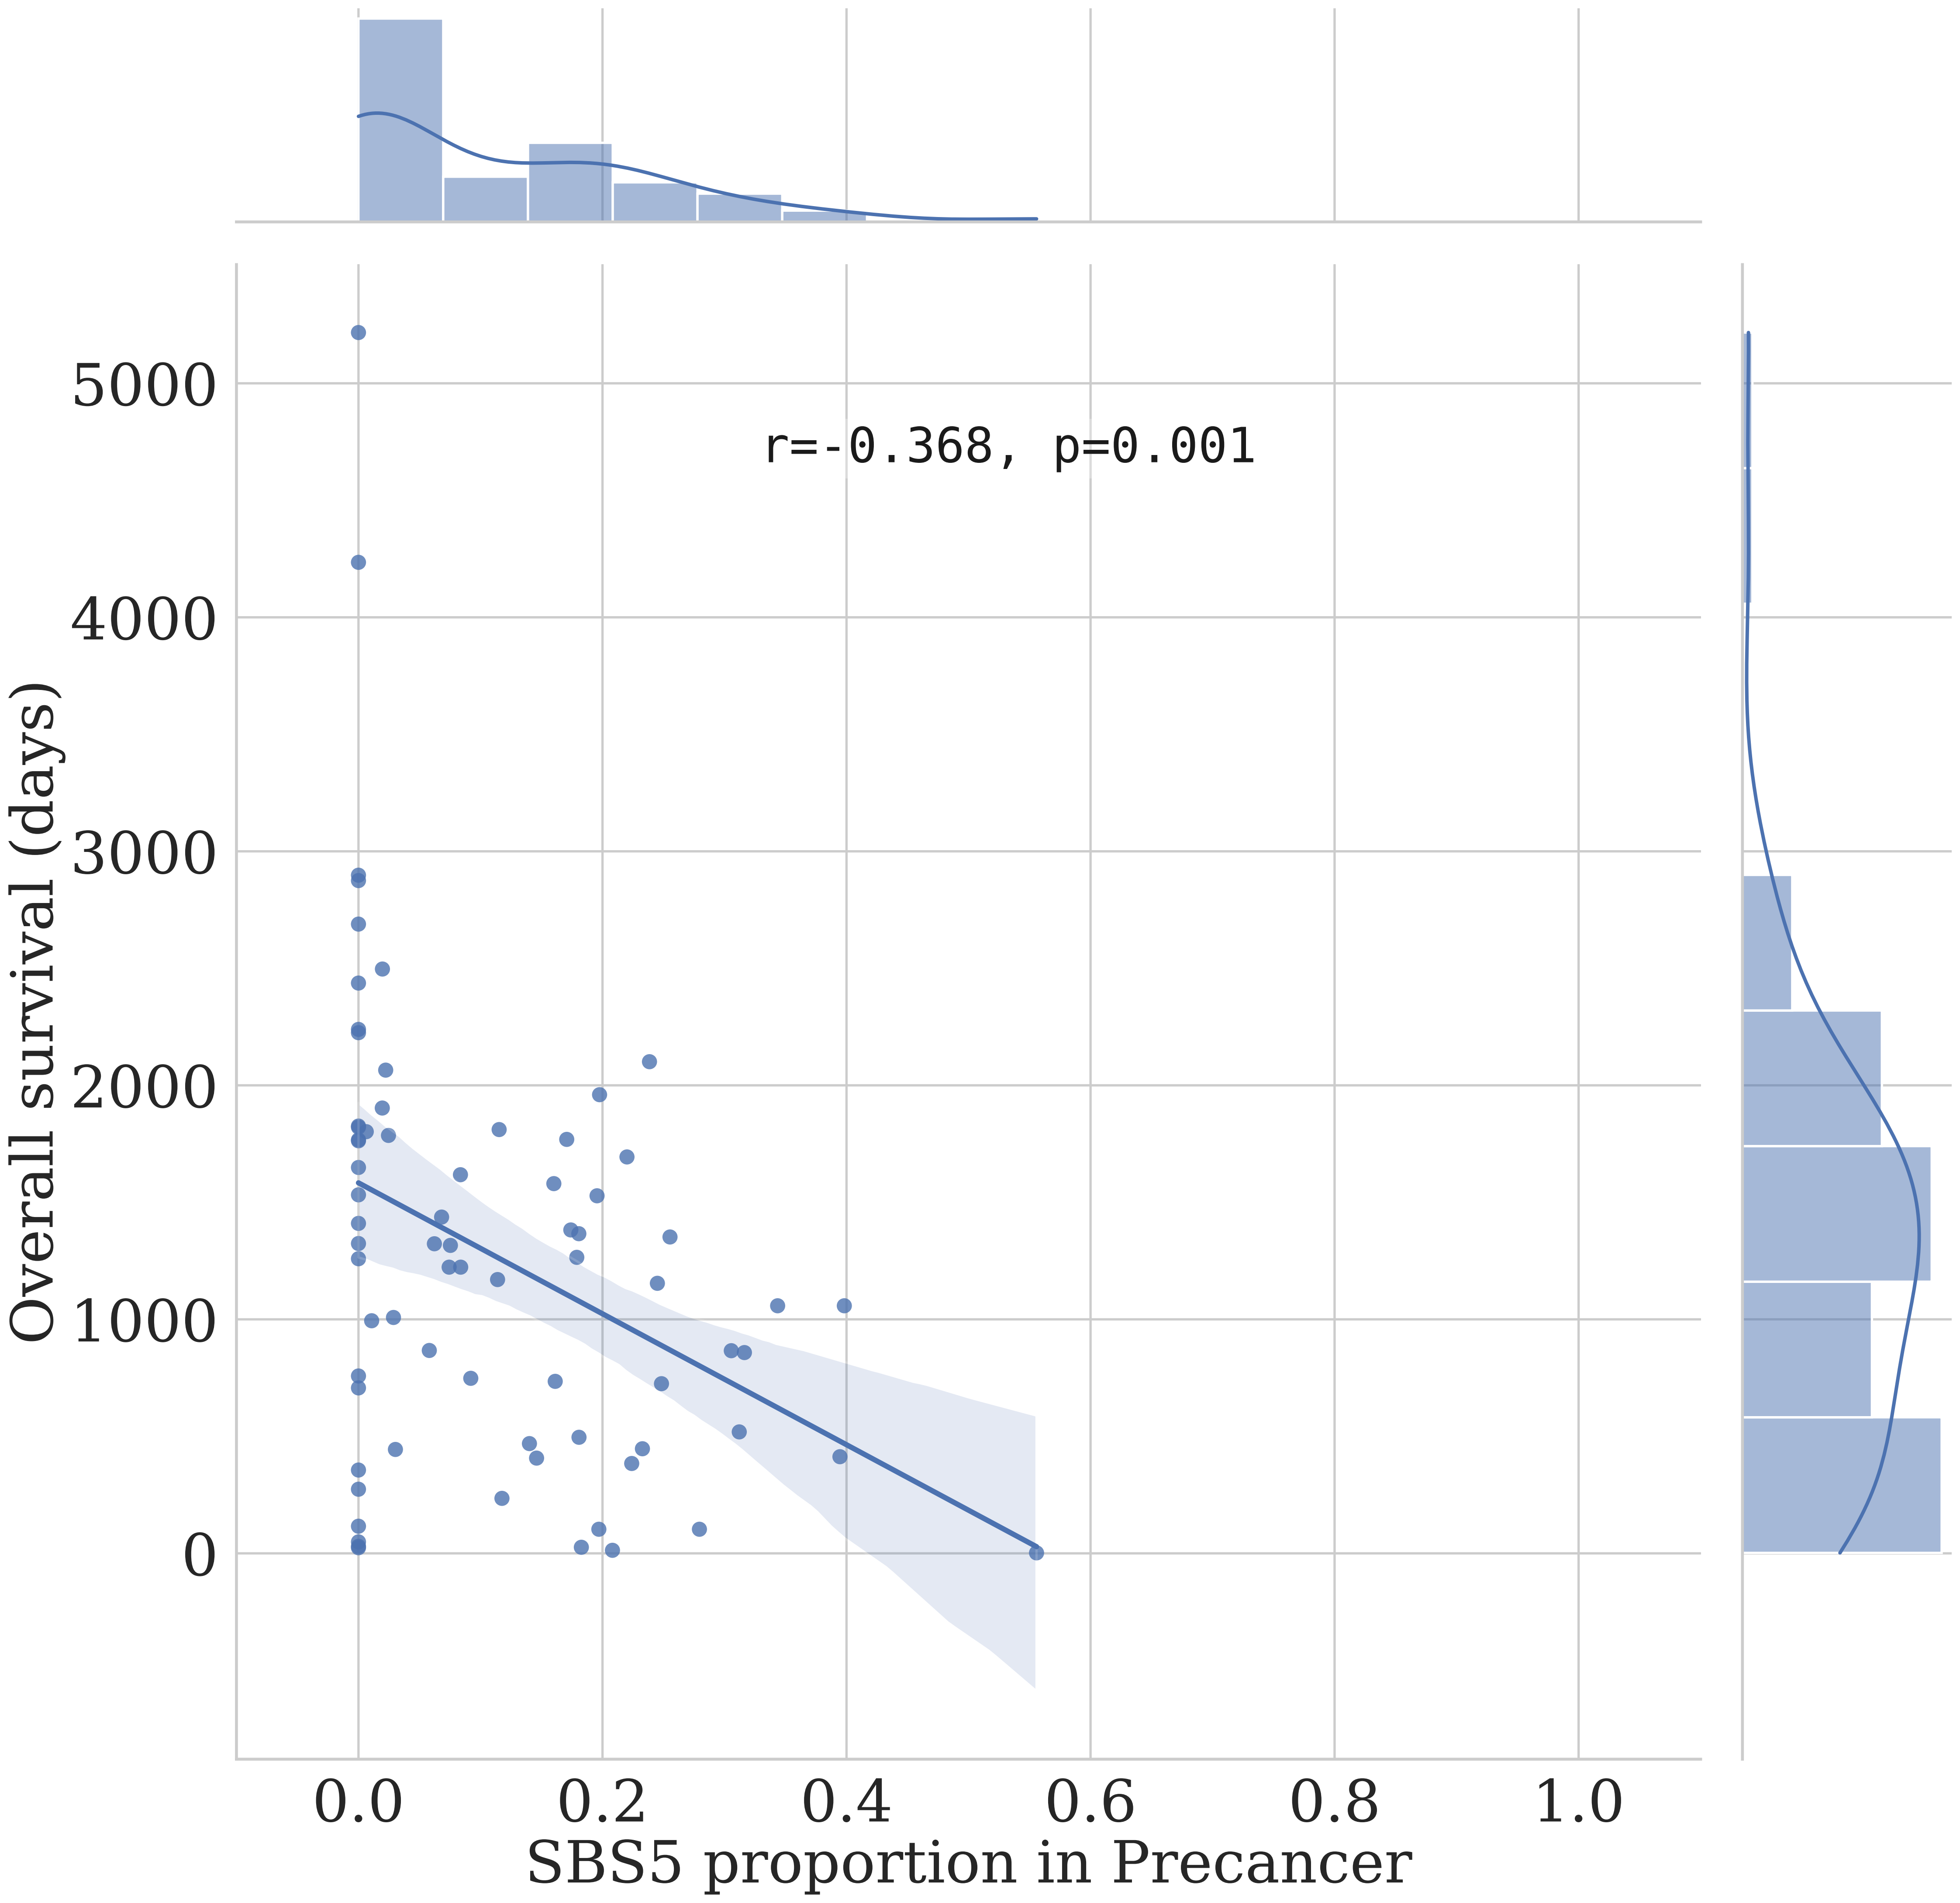 r=-0.368, p=0.001
Overall survival (days)
5000
4000
3000
2000
1000
0
0.0 0.2 0.4 0.6 0.8 1.0
SBS5 proportion in Precancer